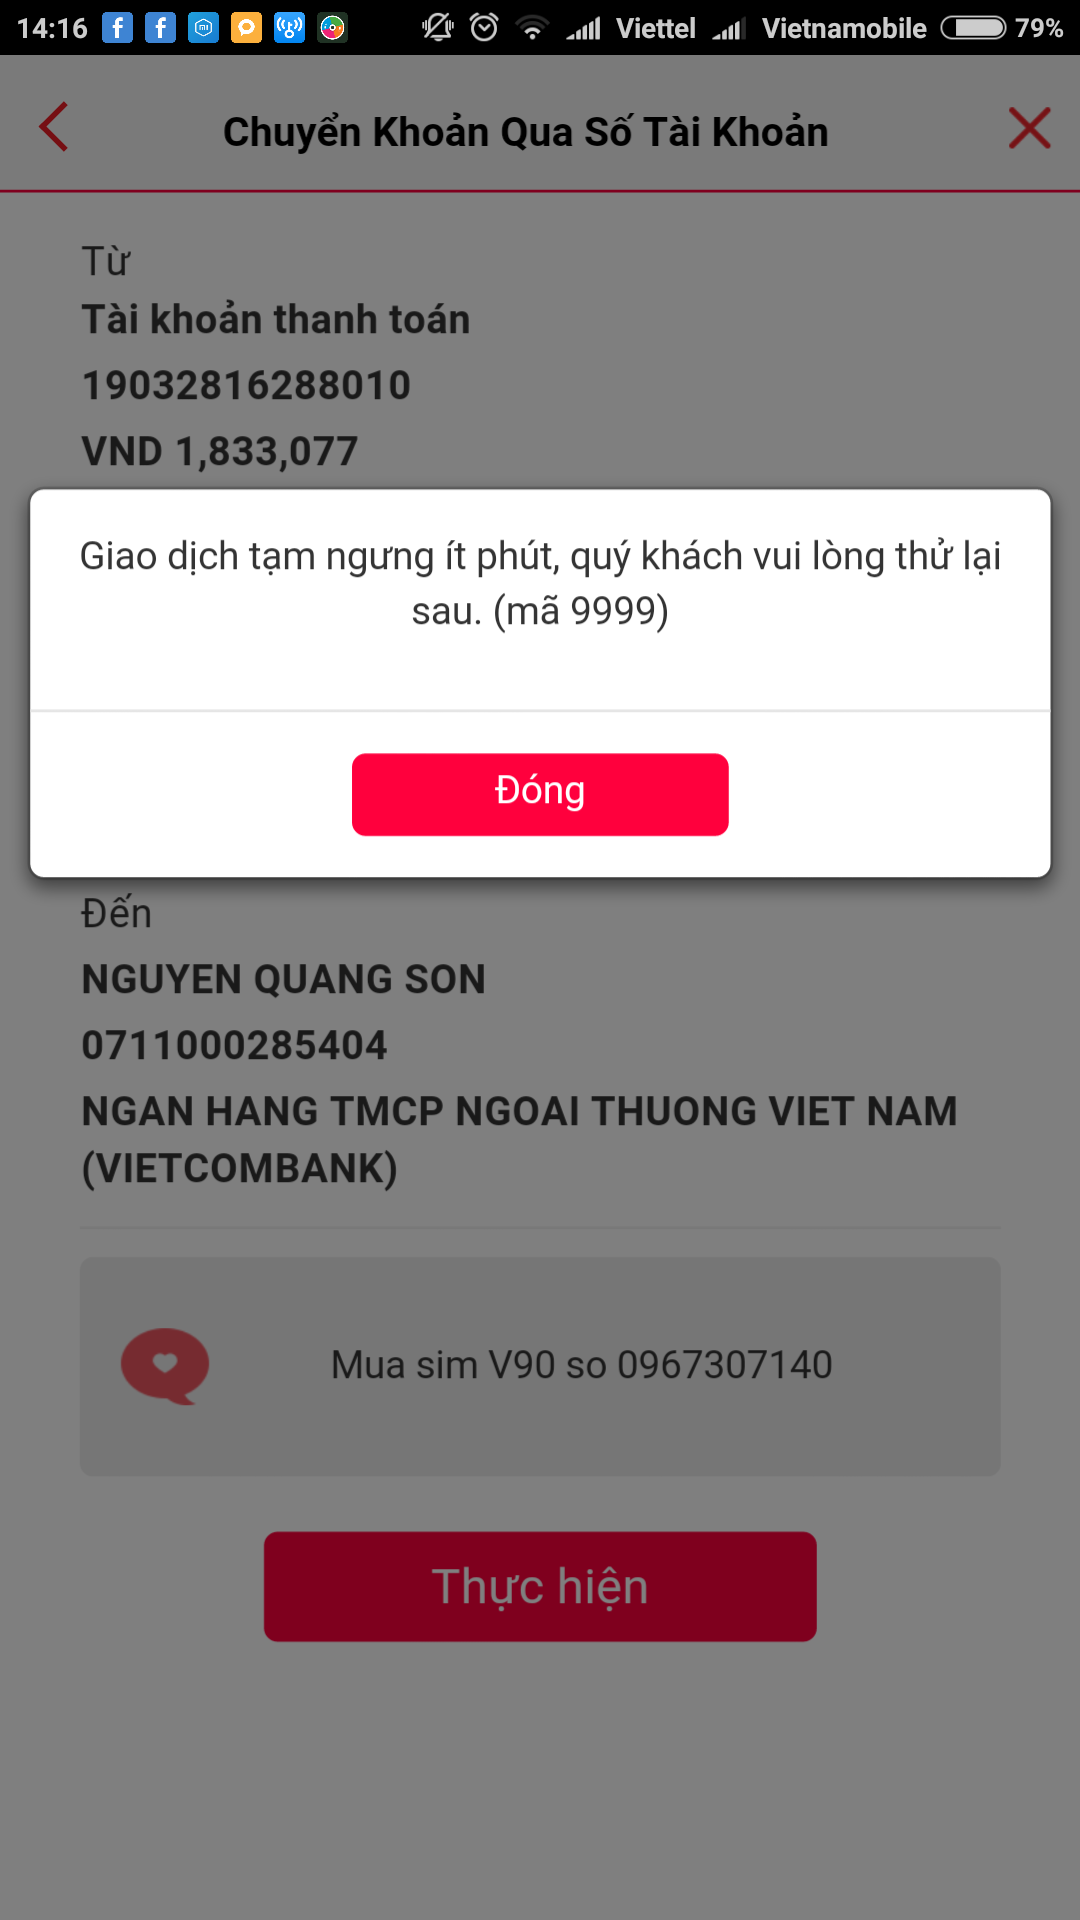 14:16 Viettel Vietnamobile 79%
Chuyển Khoản Qua Số Tài Khoản
Từ
Tài khoản thanh toán
19032816288010
VND 1,833,077
Giao dịch tạm ngưng ít phút, quý khách vui lòng thử lại
sau. (mã 9999)
Đóng
Đến
NGUYEN QUANG SON
0711000285404
NGAN HANG TMCP NGOAI THUONG VIET NAM
(VIETCOMBANK)
Mua sim V90 so 0967307140
Thực hiện